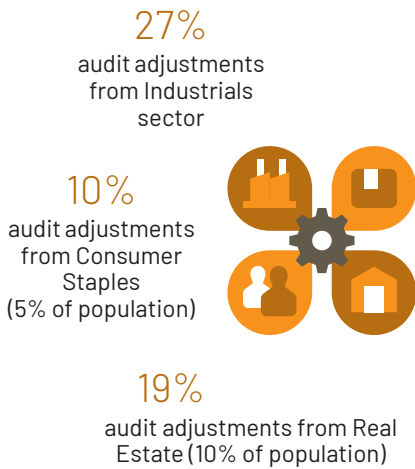 27%
audit adjustments
from Industrials
sector
10%
audit adjustments
from Consumer
Staples
(5% of population)
19%
audit adjustments from Real
Estate (10% of population)